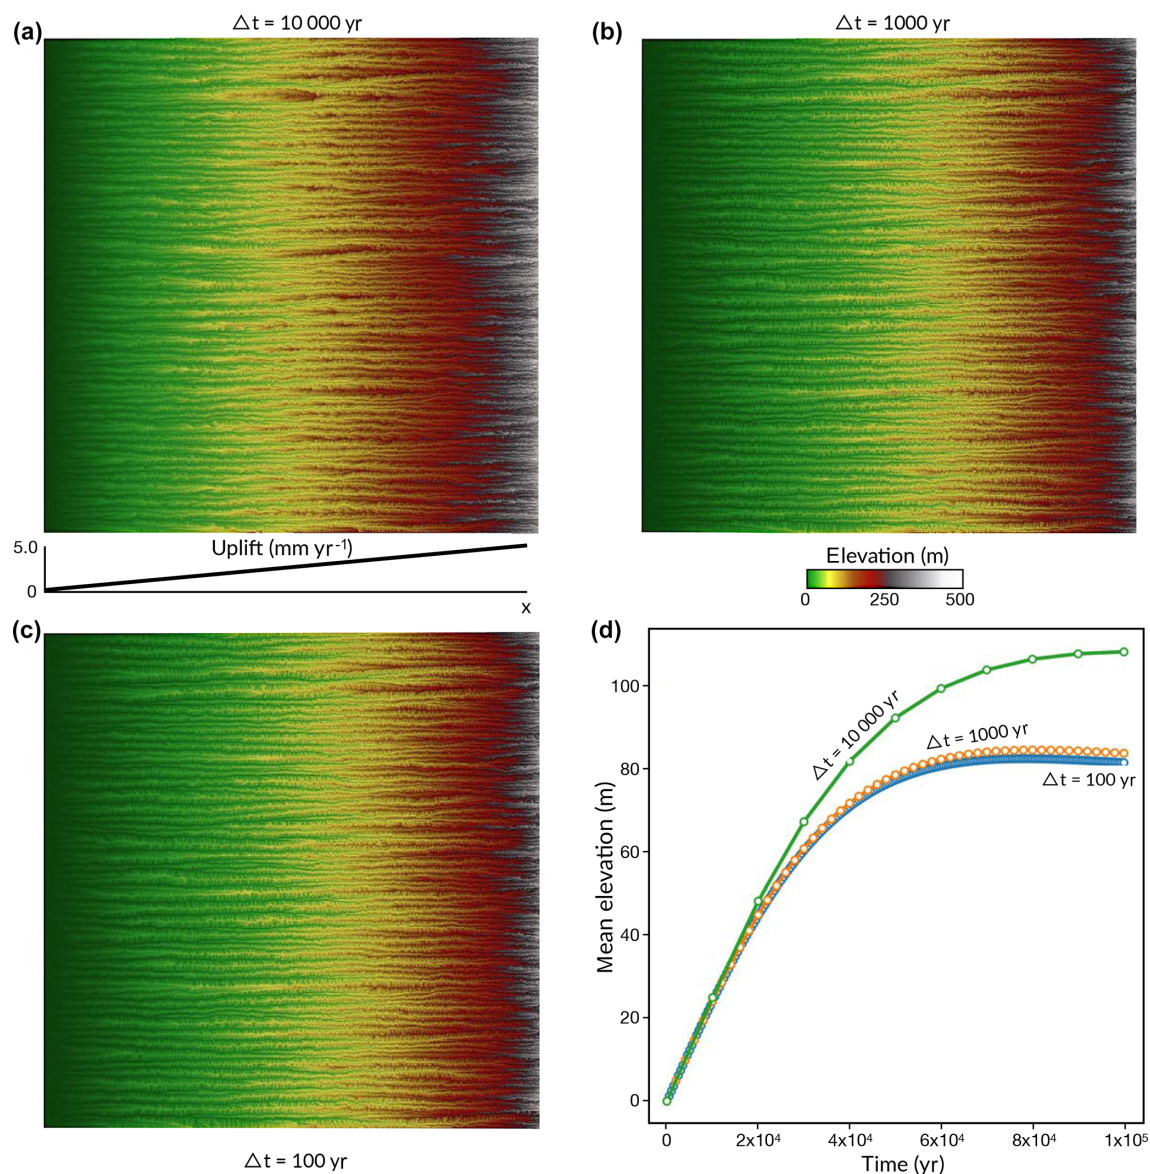 (a)
△t = 10 000 yr
(b)
△t = 1000 yr
Uplift (mm yr⁻¹)
5.0
0
x
Elevation (m)
0 250 500
(c)
△t = 100 yr
(d)
Mean elevation (m)
100
80
60
40
20
0
△t = 10 000 yr
△t = 1000 yr
△t = 100 yr
0 2x10⁴ 4x10⁴ 6x10⁴ 8x10⁴ 1x10⁵
Time (yr)